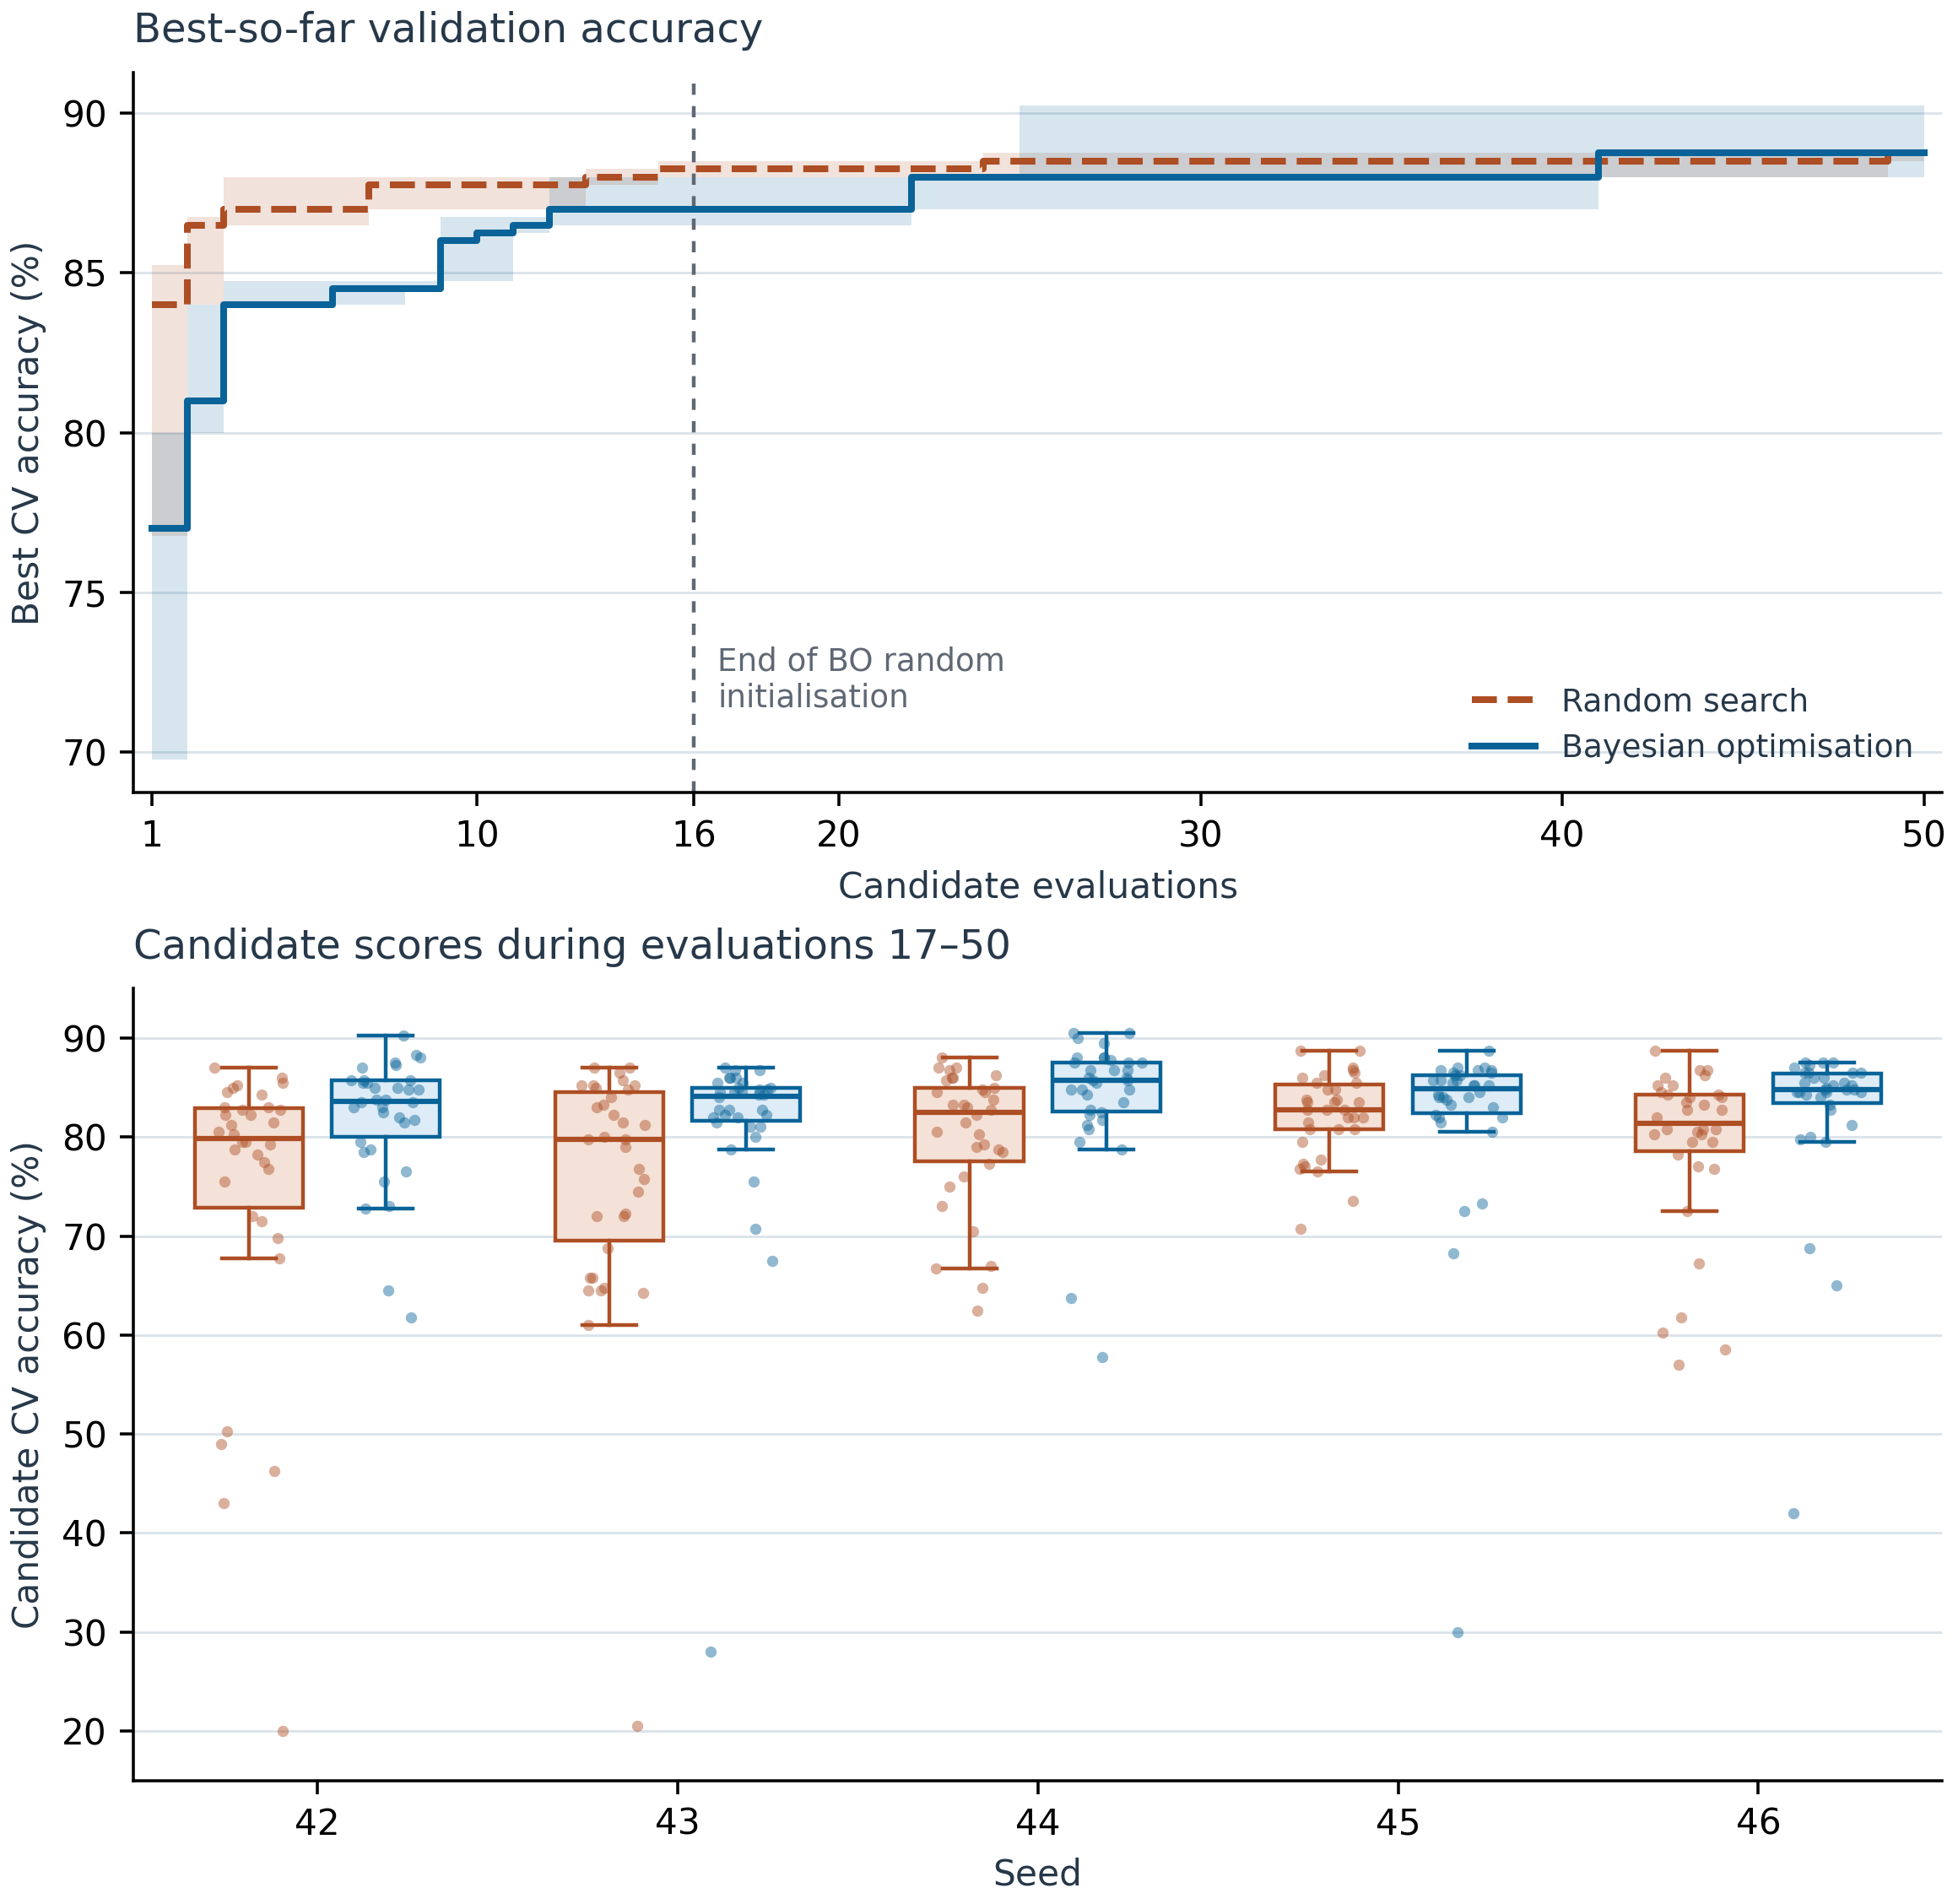 Best-so-far validation accuracy
Best CV accuracy (%)
90
85
80
75
70
End of BO random
initialisation
Random search
Bayesian optimisation
1 10 16 20 30 40 50
Candidate evaluations
Candidate scores during evaluations 17–50
Candidate CV accuracy (%)
90
80
70
60
50
40
30
20
42 43 44 45 46
Seed